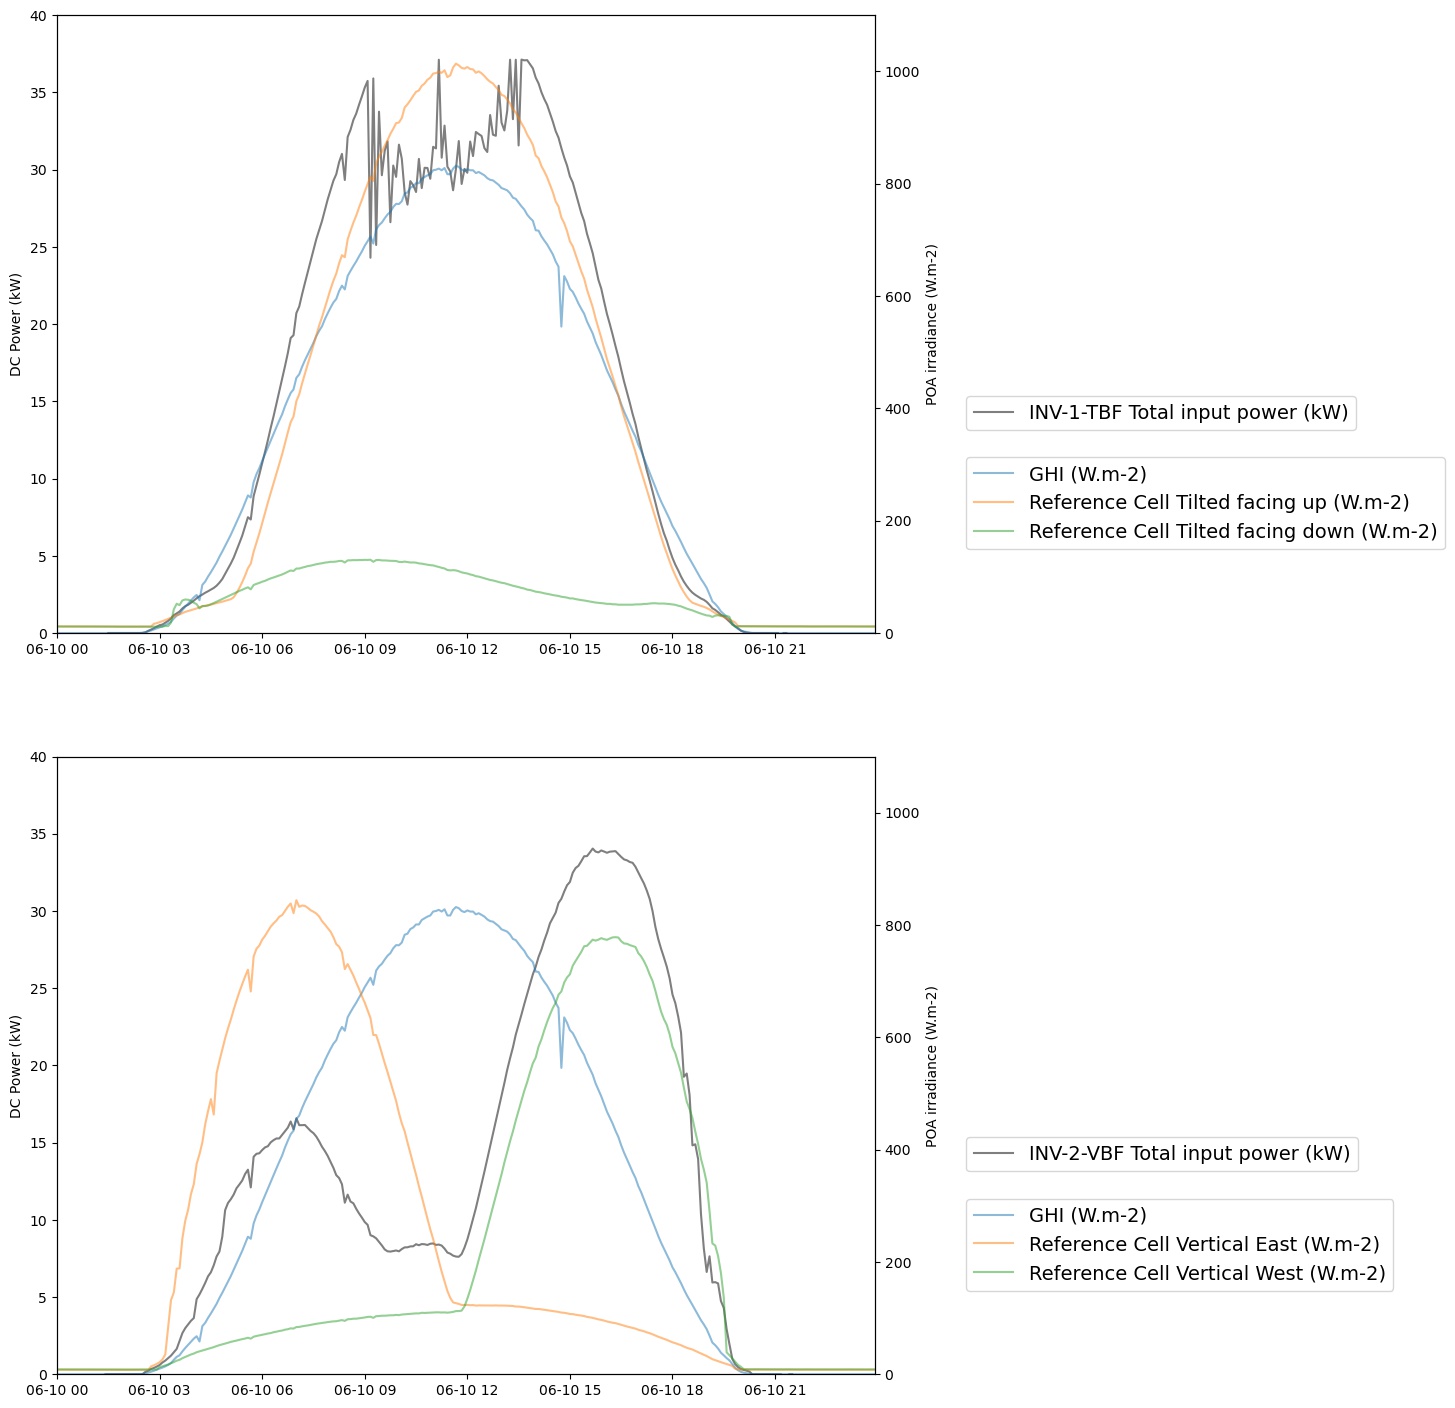 40
35
30
25
20
15
10
5
0
DC Power (kW)
1000
800
600
400
200
0
POA irradiance (W.m-2)
06-10 00 06-10 03 06-10 06 06-10 09 06-10 12 06-10 15 06-10 18 06-10 21
INV-1-TBF Total input power (kW)
GHI (W.m-2)
Reference Cell Tilted facing up (W.m-2)
Reference Cell Tilted facing down (W.m-2)
40
35
30
25
20
15
10
5
0
DC Power (kW)
1000
800
600
400
200
0
POA irradiance (W.m-2)
06-10 00 06-10 03 06-10 06 06-10 09 06-10 12 06-10 15 06-10 18 06-10 21
INV-2-VBF Total input power (kW)
GHI (W.m-2)
Reference Cell Vertical East (W.m-2)
Reference Cell Vertical West (W.m-2)